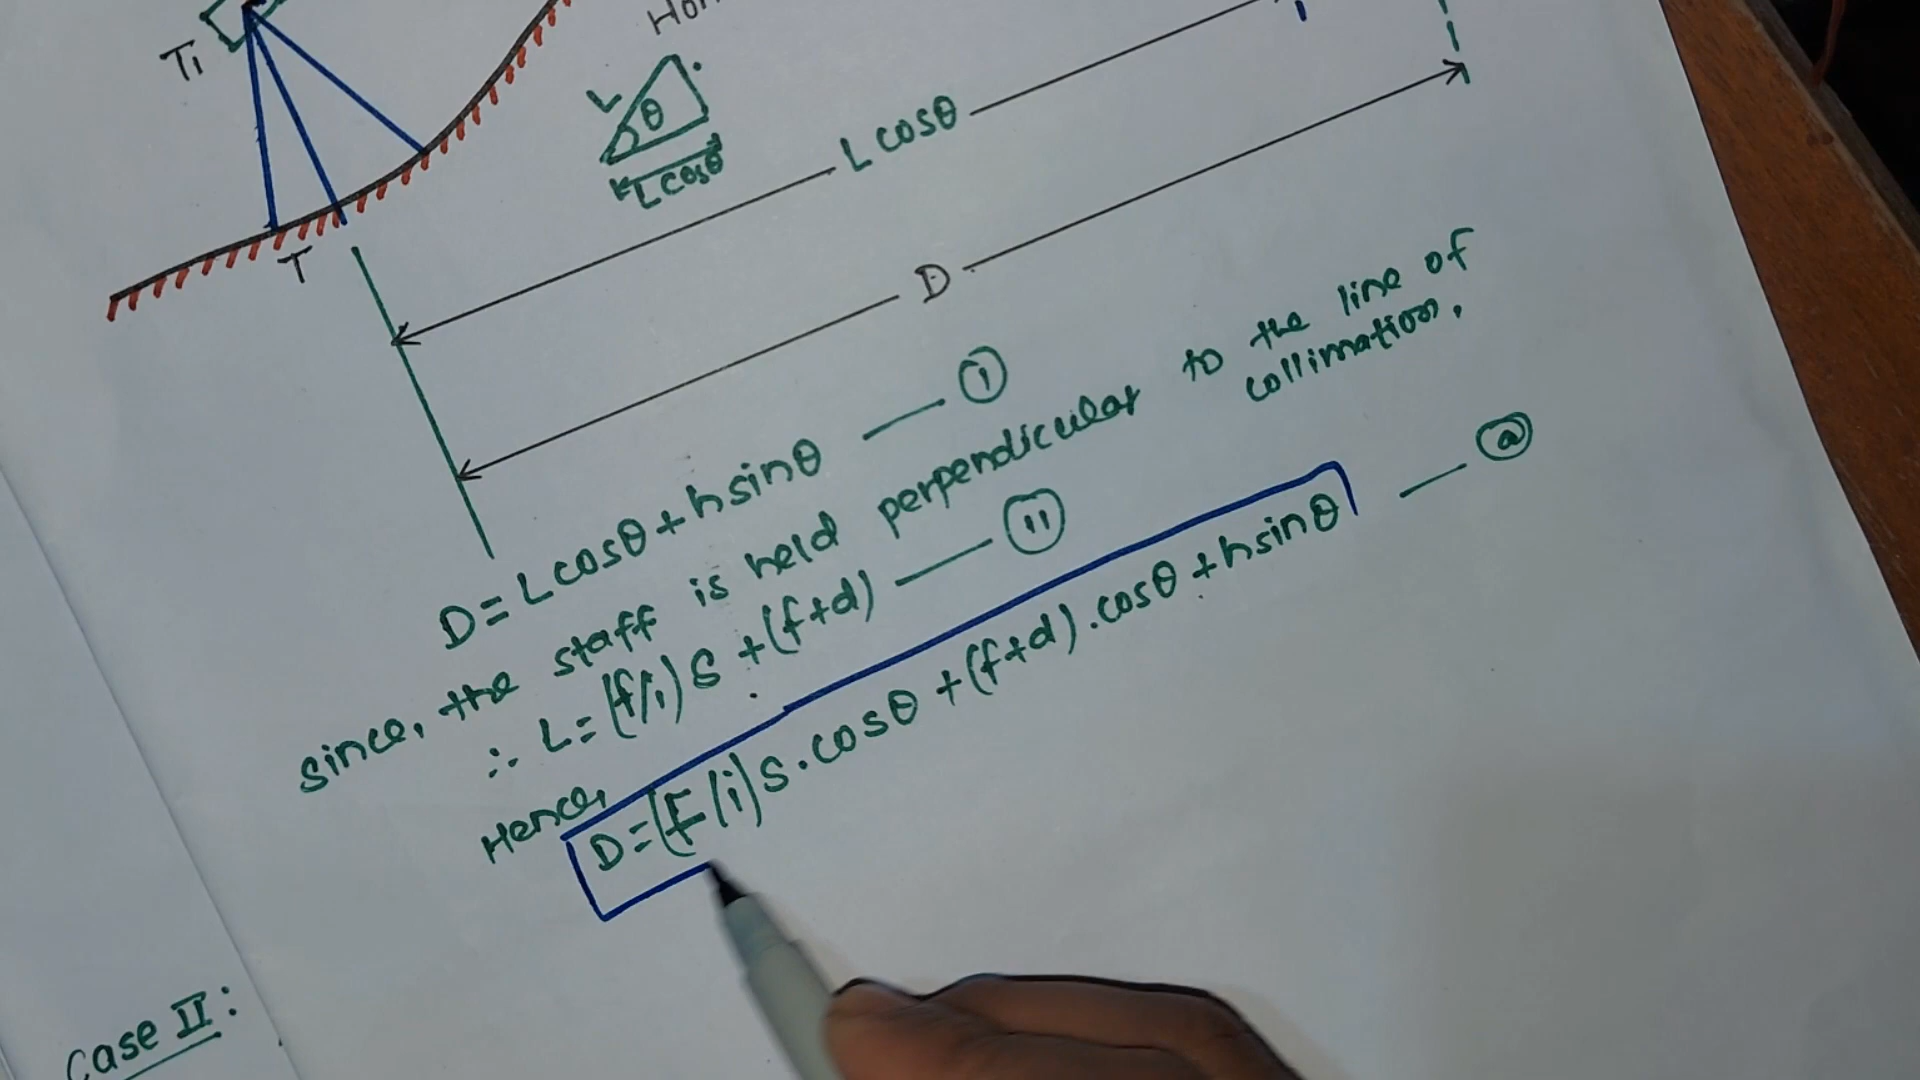 T₁
Hor
L
θ
L cosθ
L cosθ
T
D
D = L cosθ + h sinθ — (i)
since, the staff is held perpendicular to the line of
collimation.
∴ L = (f/i) S + (f+d) — (ii)
Hence,
D = (f/i) S . cosθ + (f+d) . cosθ + h sinθ — (a)
Case II :